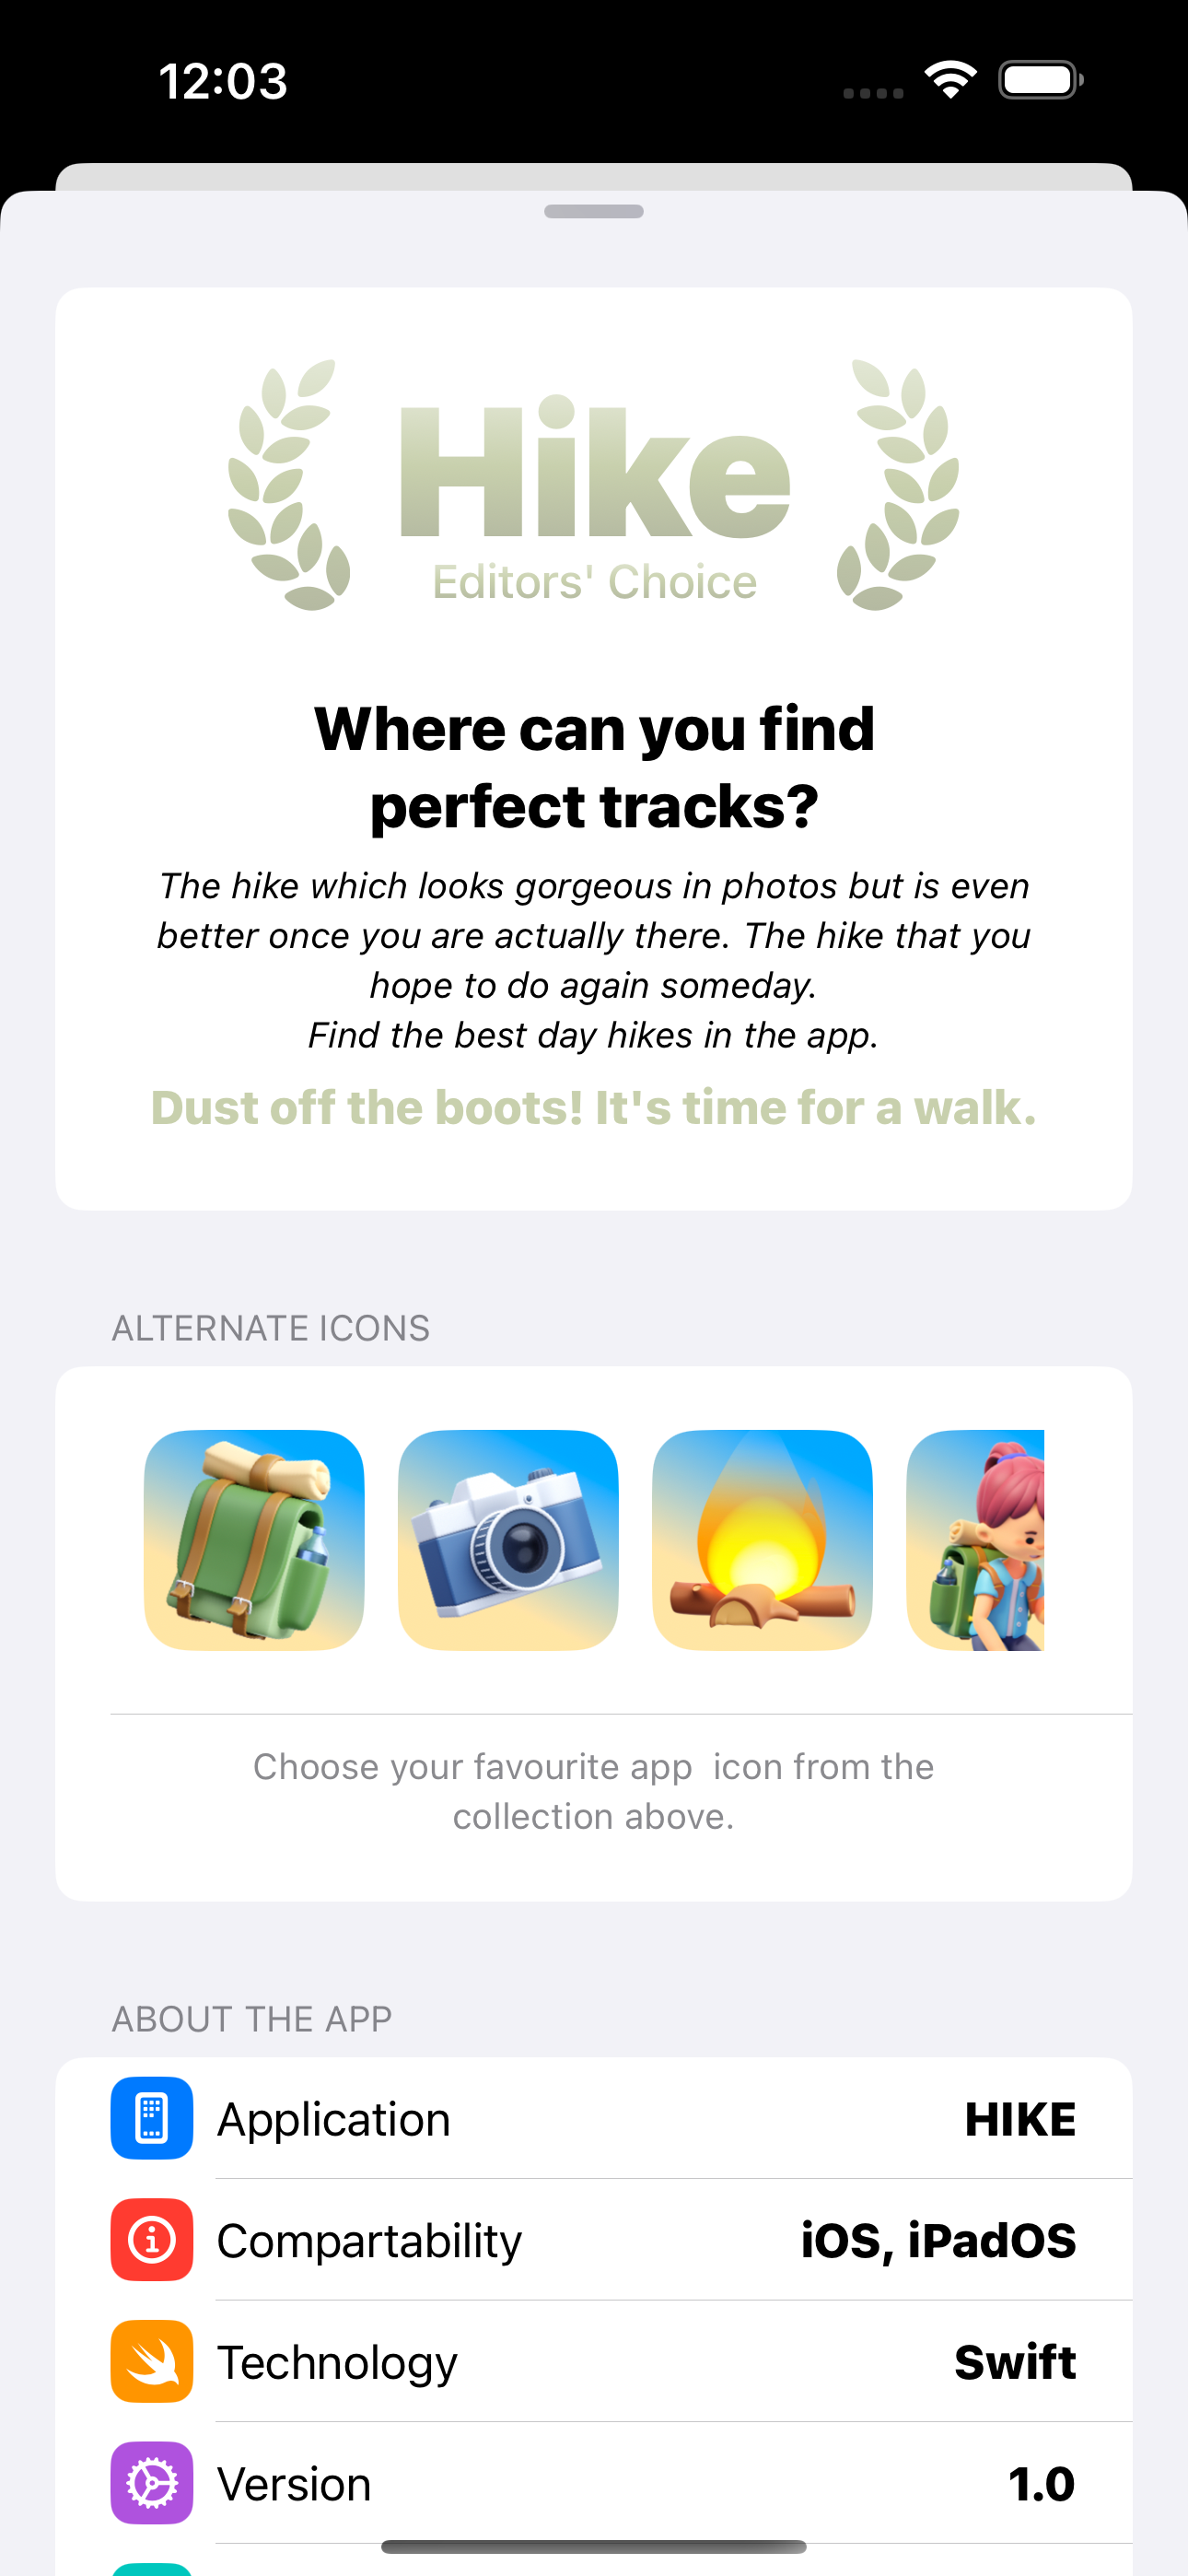 12:03
Hike
Editors' Choice
Where can you find
perfect tracks?
The hike which looks gorgeous in photos but is even
better once you are actually there. The hike that you
hope to do again someday.
Find the best day hikes in the app.
Dust off the boots! It's time for a walk.
ALTERNATE ICONS
Choose your favourite app  icon from the
collection above.
ABOUT THE APP
Application HIKE
Compartability iOS, iPadOS
Technology Swift
Version 1.0